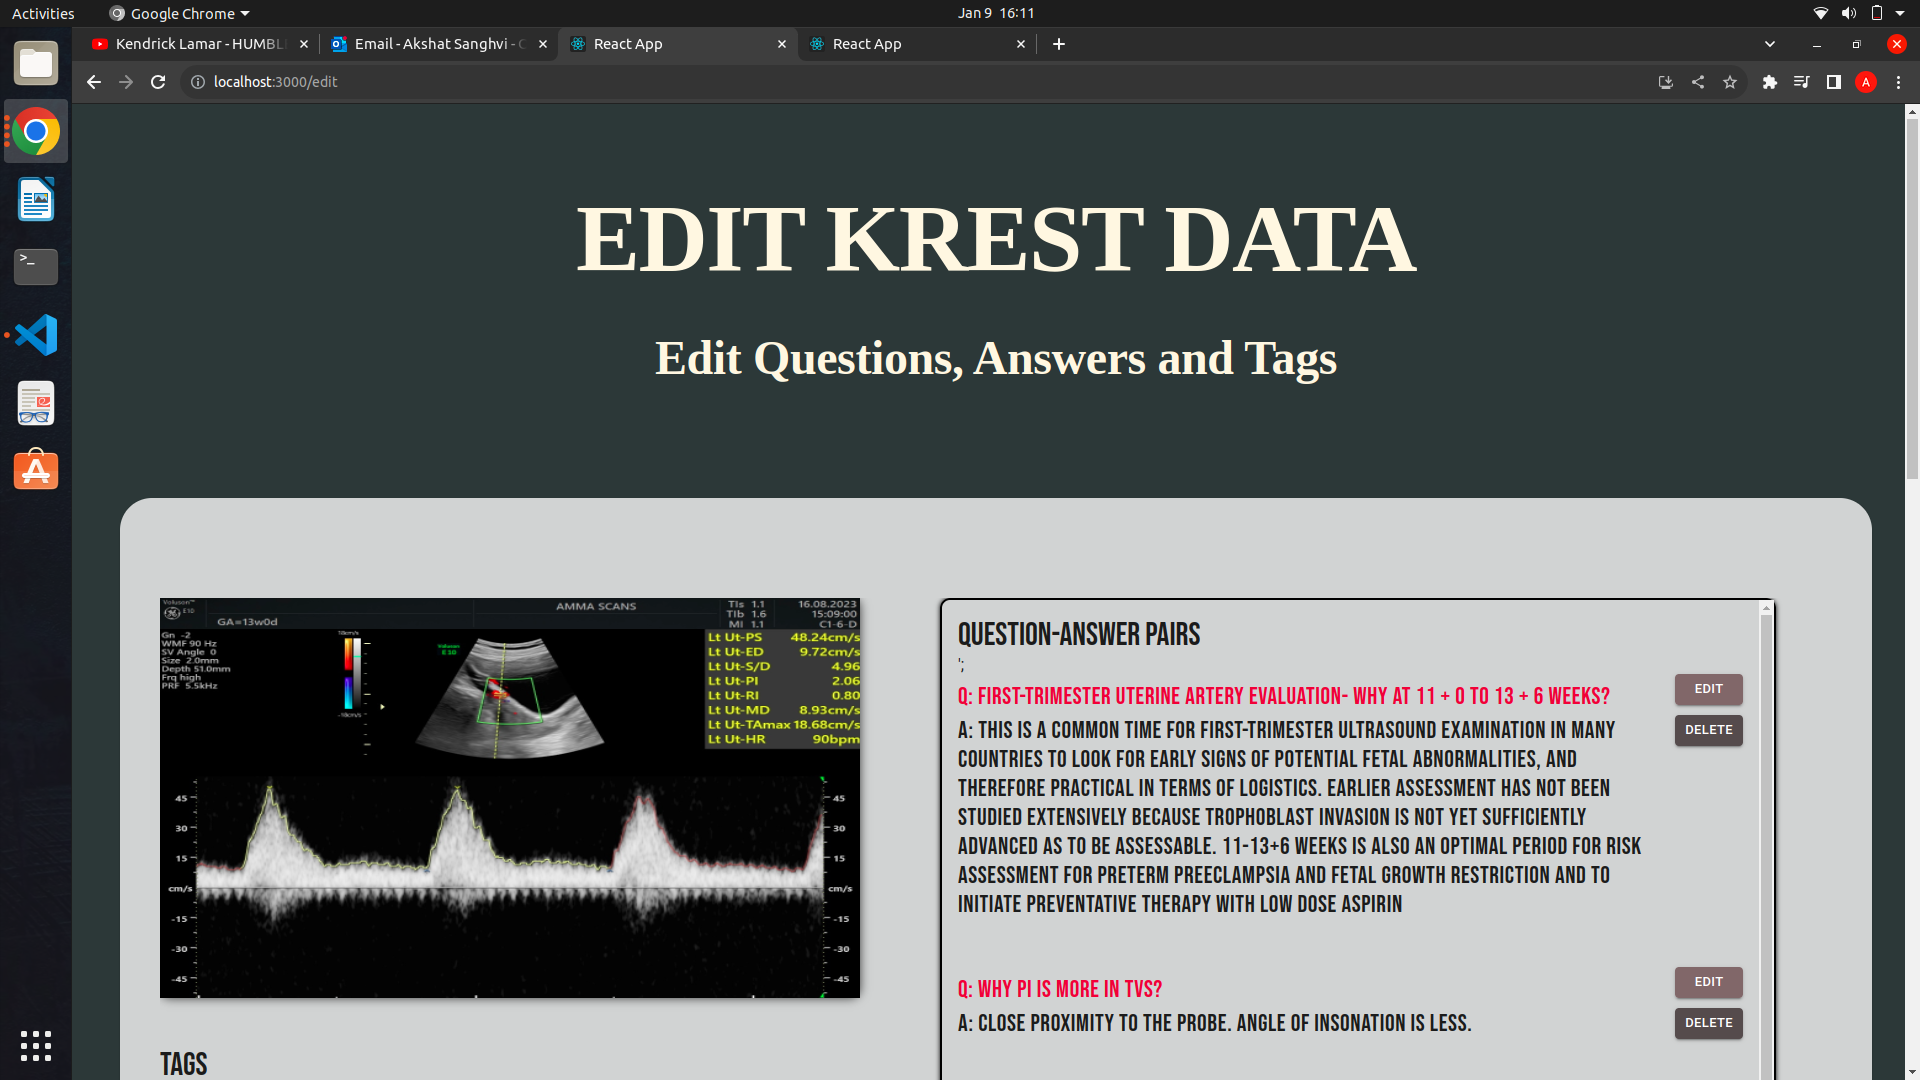 Activities
Google Chrome
Jan 9 16:11
Kendrick Lamar - HUMBL
Email - Akshat Sanghvi -
React App
React App
localhost:3000/edit
A
EDIT KREST DATA
Edit Questions, Answers and Tags
Voluson™
E10
GA=13w0d
AMMA SCANS
TIs 1.1
TIb 1.6
MI 1.1
16.08.2023
15:09:00
C1-6-D
Gn -2
WMF 90 Hz
SV Angle 0
Size 2.0mm
Depth 51.0mm
Frq high
PRF 5.5kHz
Voluson
E10
Lt Ut-PS 48.24cm/s
Lt Ut-ED 9.72cm/s
Lt Ut-S/D 4.96
Lt Ut-PI 2.06
Lt Ut-RI 0.80
Lt Ut-MD 8.93cm/s
Lt Ut-TAmax 18.68cm/s
Lt Ut-HR 90bpm
45 45
30 30
15 15
cm/s cm/s
-15 -15
-30 -30
-45 -45
TAGS
QUESTION-ANSWER PAIRS
';
Q: FIRST-TRIMESTER UTERINE ARTERY EVALUATION- WHY AT 11 + 0 TO 13 + 6 WEEKS?
EDIT
DELETE
A: THIS IS A COMMON TIME FOR FIRST-TRIMESTER ULTRASOUND EXAMINATION IN MANY
COUNTRIES TO LOOK FOR EARLY SIGNS OF POTENTIAL FETAL ABNORMALITIES, AND
THEREFORE PRACTICAL IN TERMS OF LOGISTICS. EARLIER ASSESSMENT HAS NOT BEEN
STUDIED EXTENSIVELY BECAUSE TROPHOBLAST INVASION IS NOT YET SUFFICIENTLY
ADVANCED AS TO BE ASSESSABLE. 11-13+6 WEEKS IS ALSO AN OPTIMAL PERIOD FOR RISK
ASSESSMENT FOR PRETERM PREECLAMPSIA AND FETAL GROWTH RESTRICTION AND TO
INITIATE PREVENTATIVE THERAPY WITH LOW DOSE ASPIRIN
Q: WHY PI IS MORE IN TVS?
EDIT
A: CLOSE PROXIMITY TO THE PROBE. ANGLE OF INSONATION IS LESS.
DELETE